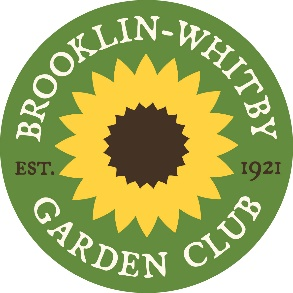 BROOKLIN-WHITBY
EST. 1921
GARDEN CLUB